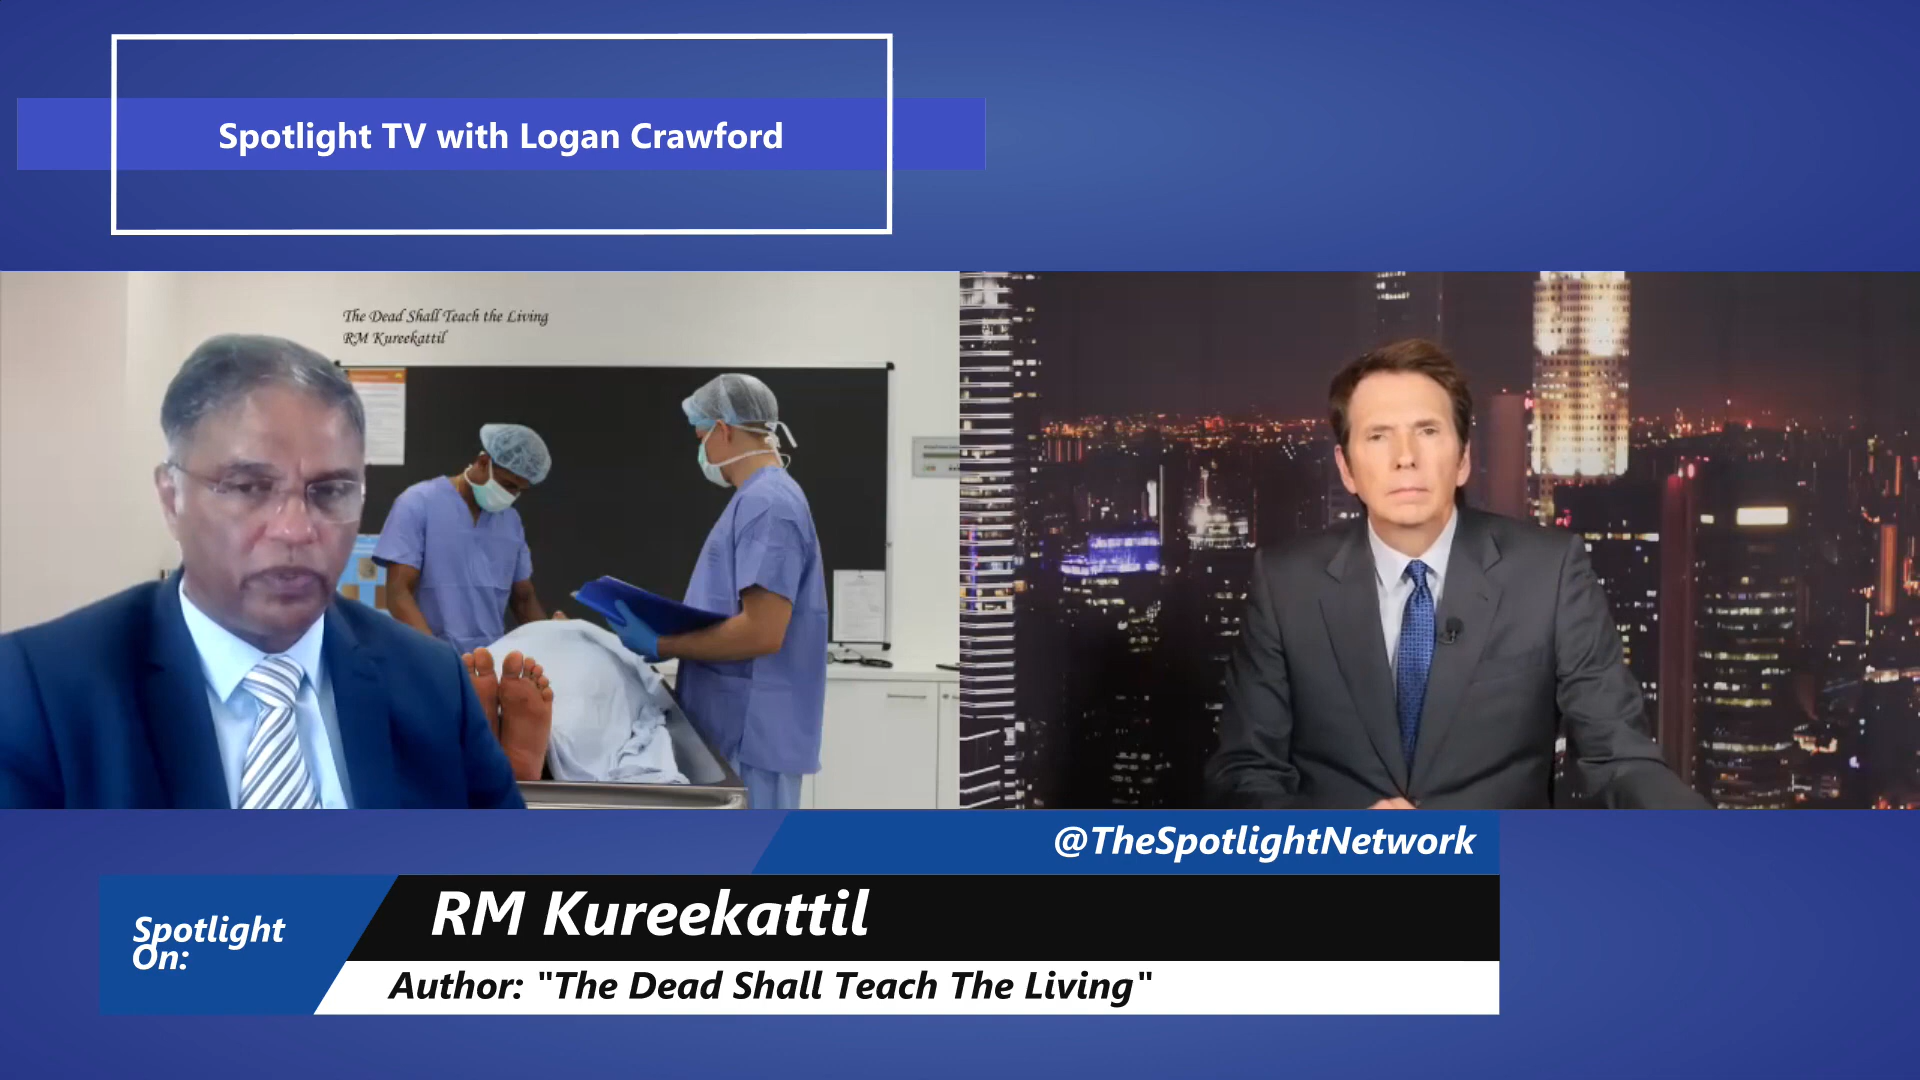 Spotlight TV with Logan Crawford
The Dead Shall Teach the Living
RM Kureekattil
@TheSpotlightNetwork
Spotlight
On:
RM Kureekattil
Author: "The Dead Shall Teach The Living"